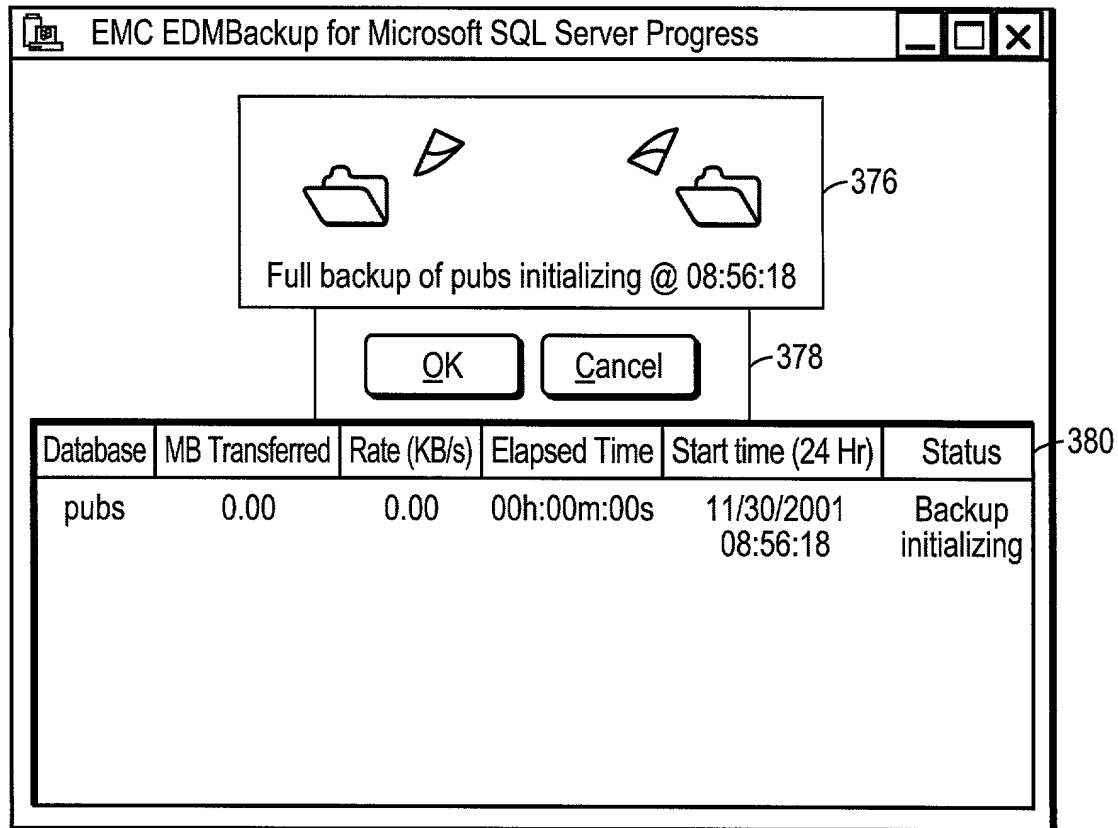 EMC EDMBackup for Microsoft SQL Server Progress
376
Full backup of pubs initializing @ 08:56:18
OK Cancel
378
Database MB Transferred Rate (KB/s) Elapsed Time Start time (24 Hr) Status
380
pubs 0.00 0.00 00h:00m:00s 11/30/2001 Backup
08:56:18 initializing